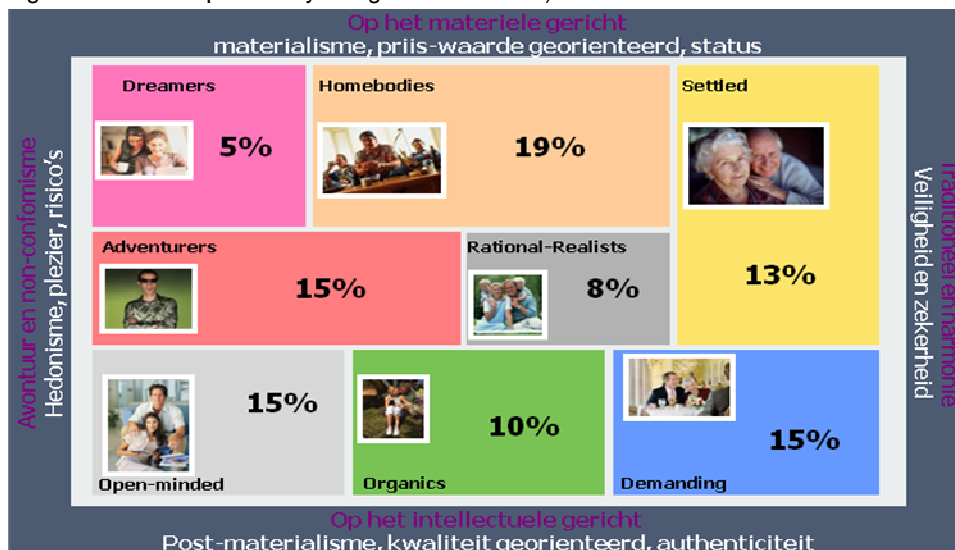 Op het materiele gericht
materialisme, prijs-waarde georienteerd, status
Avontuur en non-confomisme
Hedonisme, plezier, risico's
Dreamers
5%
Homebodies
19%
Settled
13%
Adventurers
15%
Rational-Realists
8%
15%
Open-minded
10%
Organics
15%
Demanding
Traditioneel en harmonie
Veiligheid en zekerheid
Op het intellectuele gericht
Post-materialisme, kwaliteit georienteerd, authenticiteit